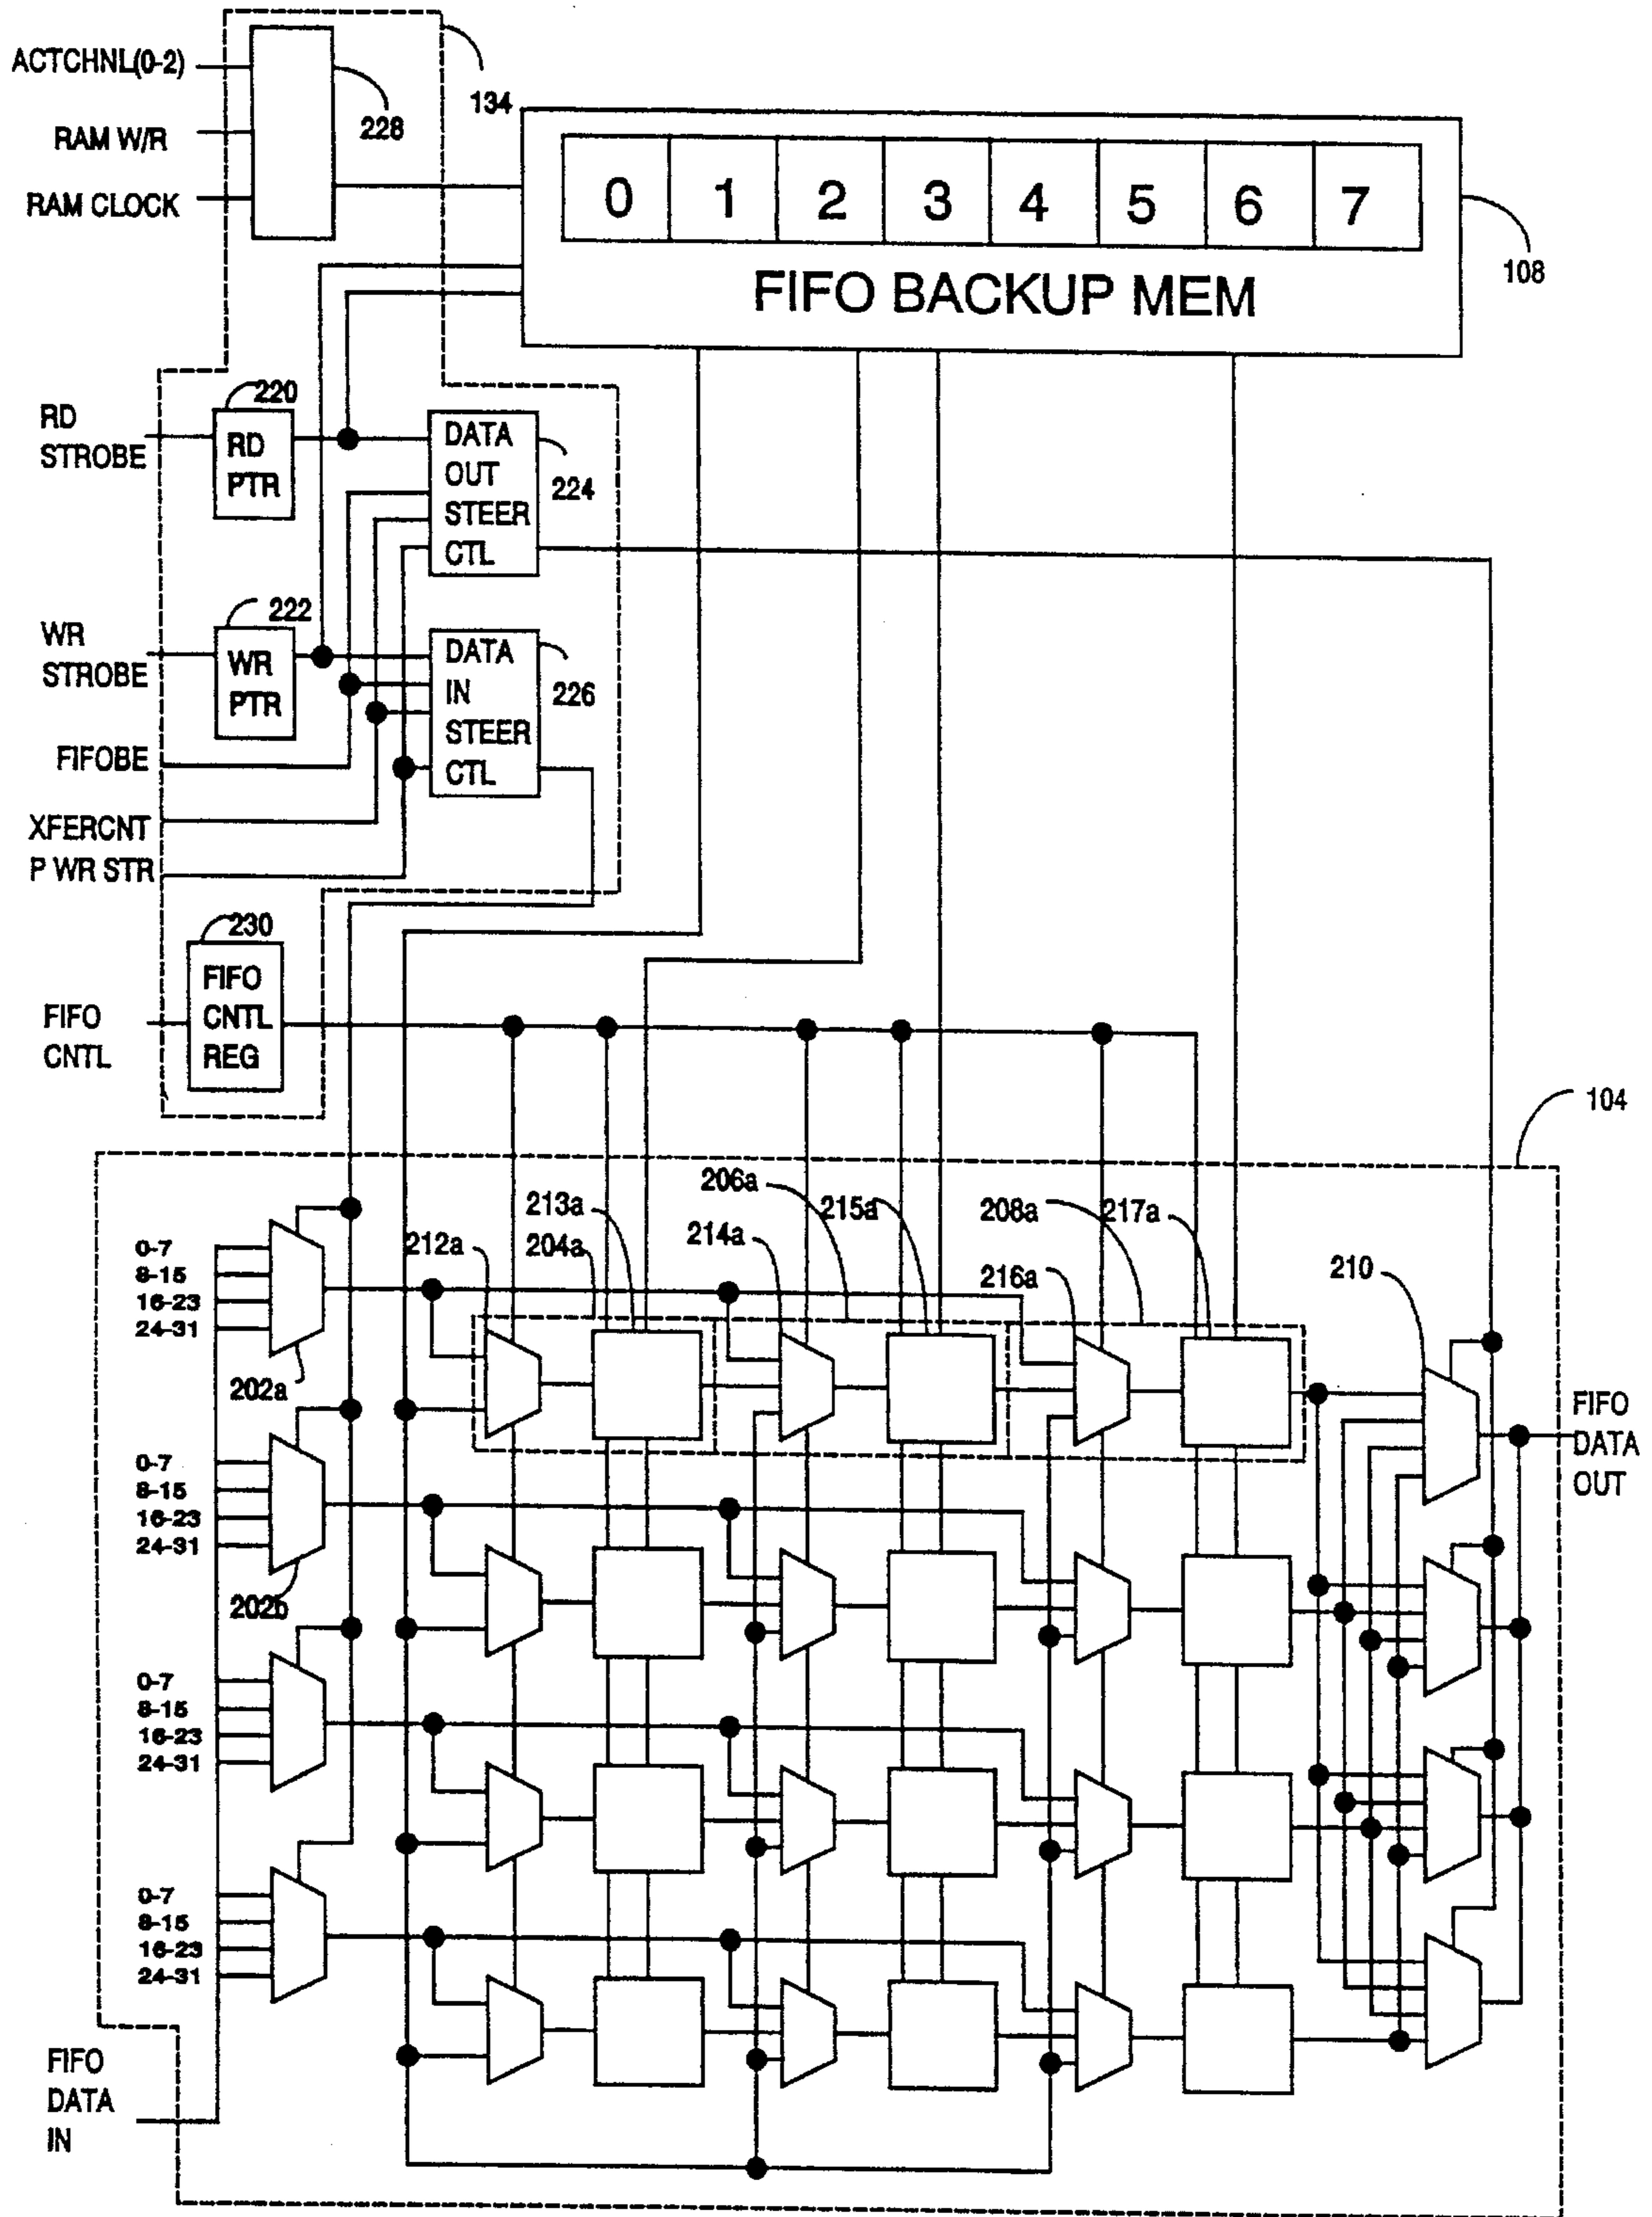 ACTCHNL(0-2)
RAM W/R
RAM CLOCK
228
134
0 1 2 3 4 5 6 7
FIFO BACKUP MEM
108
RD
STROBE
220
RD
PTR
DATA
OUT
STEER
CTL
224
WR
STROBE
222
WR
PTR
DATA
IN
STEER
CTL
226
FIFOBE
XFERCNT
P WR STR
230
FIFO
CNTL
REG
FIFO
CNTL
104
212a
213a
204a
206a
214a
215a
208a
216a
217a
210
0-7
8-15
16-23
24-31
202a
0-7
8-15
16-23
24-31
202b
0-7
8-15
16-23
24-31
0-7
8-15
16-23
24-31
FIFO
DATA
OUT
FIFO
DATA
IN